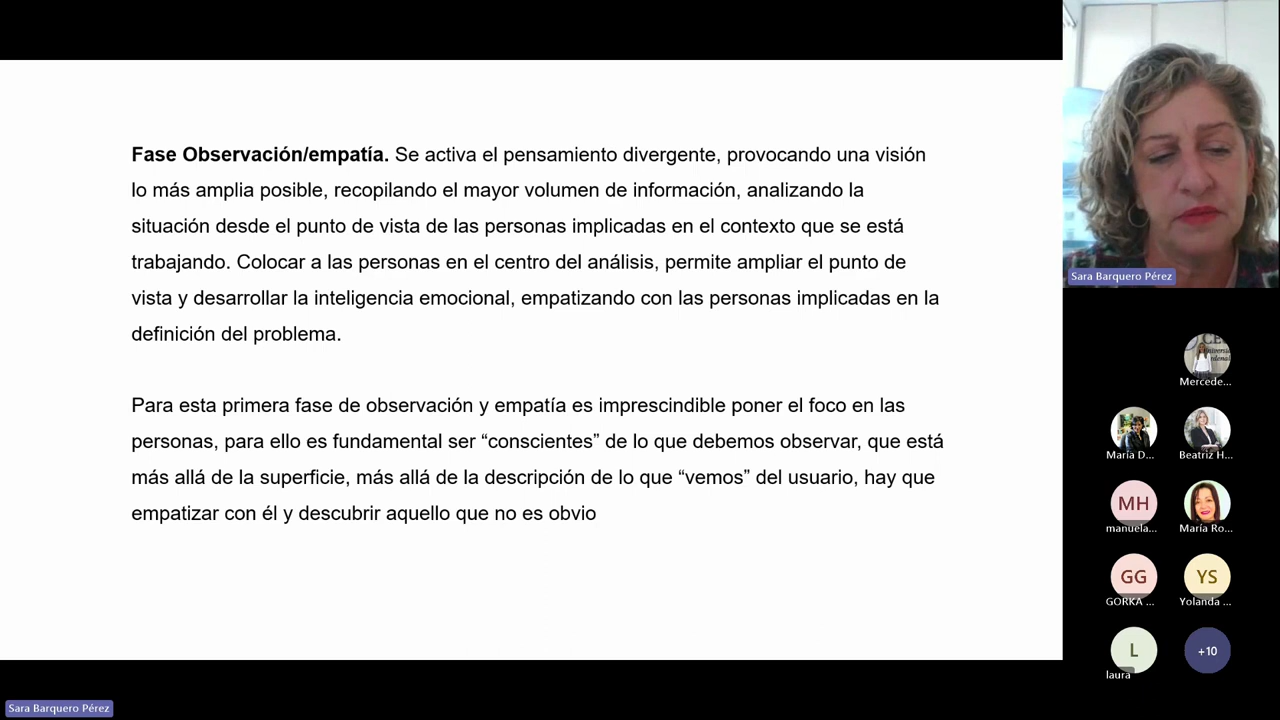 Fase Observación/empatía. Se activa el pensamiento divergente, provocando una visión
lo más amplia posible, recopilando el mayor volumen de información, analizando la
situación desde el punto de vista de las personas implicadas en el contexto que se está
trabajando. Colocar a las personas en el centro del análisis, permite ampliar el punto de
vista y desarrollar la inteligencia emocional, empatizando con las personas implicadas en la
definición del problema.
Para esta primera fase de observación y empatía es imprescindible poner el foco en las
personas, para ello es fundamental ser “conscientes” de lo que debemos observar, que está
más allá de la superficie, más allá de la descripción de lo que “vemos” del usuario, hay que
empatizar con él y descubrir aquello que no es obvio
Sara Barquero Pérez
Mercede...
María D...
Beatriz H...
MH
manuela...
María Ro...
GG
GORKA ...
YS
Yolanda ...
L
laura
+10
Sara Barquero Pérez